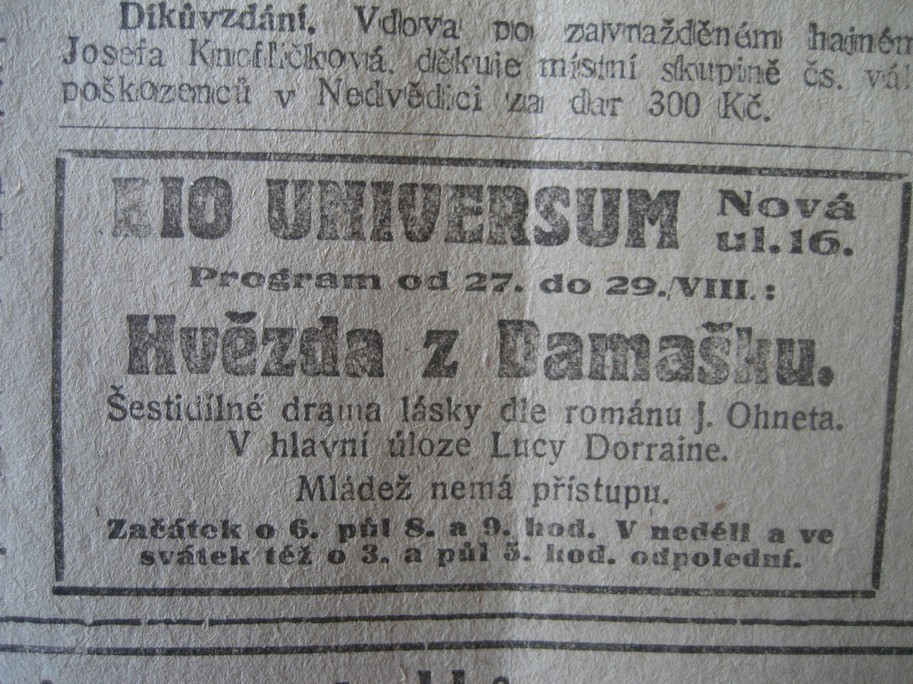 Díkůvzdání. Vdova po zavražděném hajném
Josefa Knoflíčková, děkuje místní skupině čs. vál.
poškozenců v Nedvědici za dar 300 Kč.
BIO UNIVERSUM Nová
ul. 16.
Program od 27. do 29. VIII.:
Hvězda z Damašku.
Šestidílné drama lásky dle románu J. Ohneta.
V hlavní úloze Lucy Dorraine.
Mládež nemá přístupu.
Začátek o 6. půl 8. a 9. hod. V neděli a ve
svátek též o 3. a půl 5. hod. odpolední.